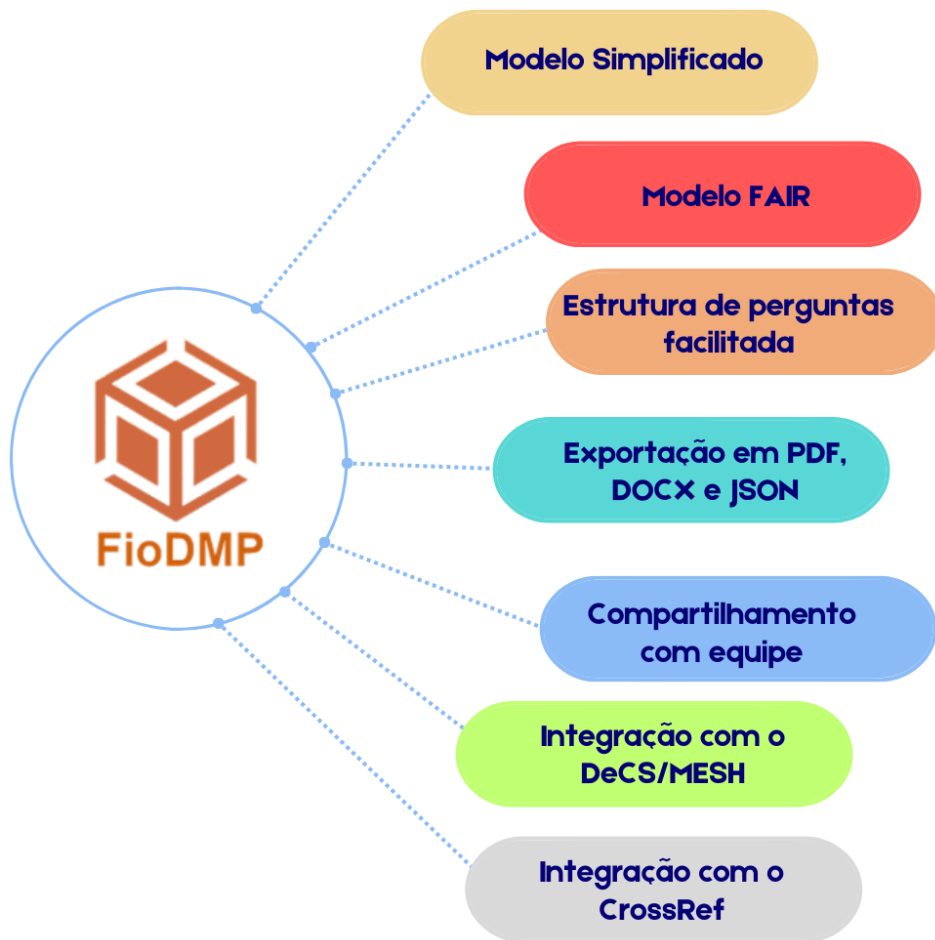 Modelo Simplificado
Modelo FAIR
Estrutura de perguntas
facilitada
FioDMP
Exportação em PDF,
DOCX e JSON
Compartilhamento
com equipe
Integração com o
DeCS/MESH
Integração com o
CrossRef